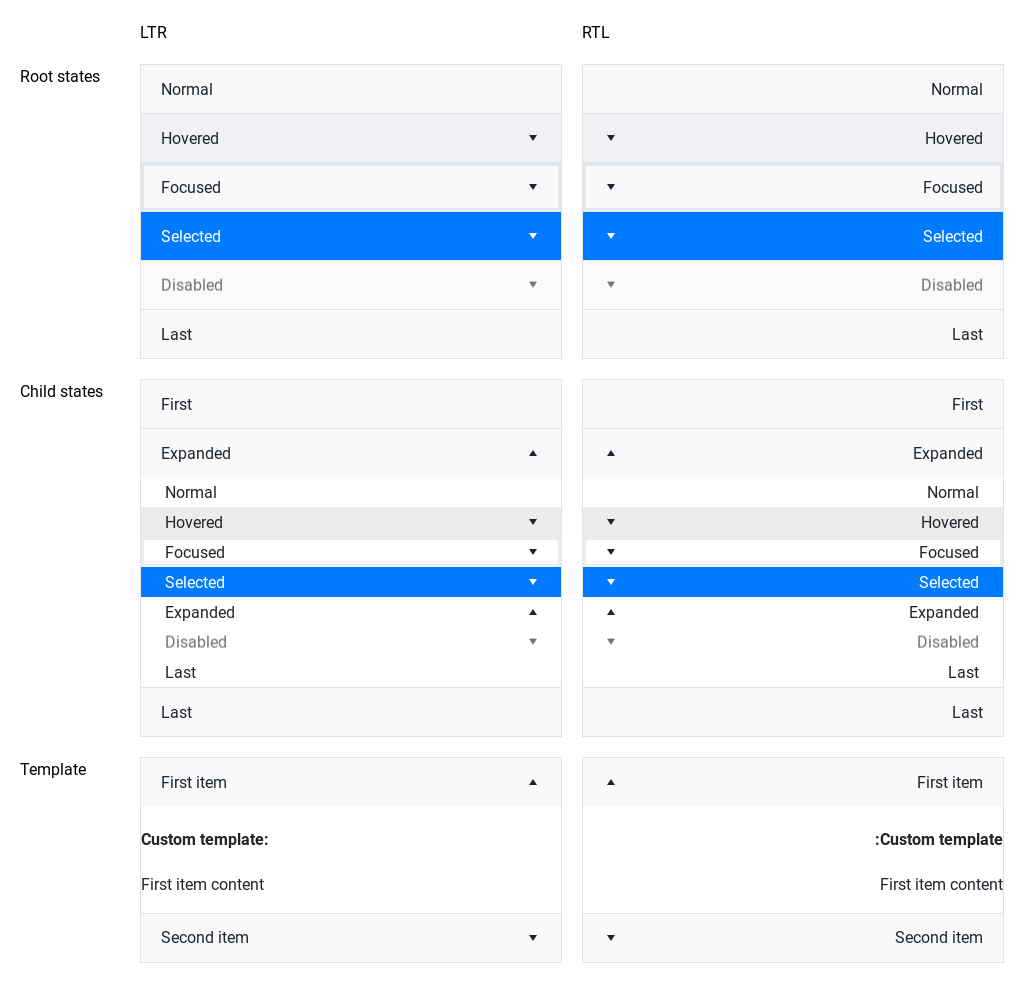 LTR RTL
Root states
Normal Normal
Hovered Hovered
Focused Focused
Selected Selected
Disabled Disabled
Last Last
Child states
First First
Expanded Expanded
Normal Normal
Hovered Hovered
Focused Focused
Selected Selected
Expanded Expanded
Disabled Disabled
Last Last
Last Last
Template
First item First item
Custom template: :Custom template
First item content First item content
Second item Second item